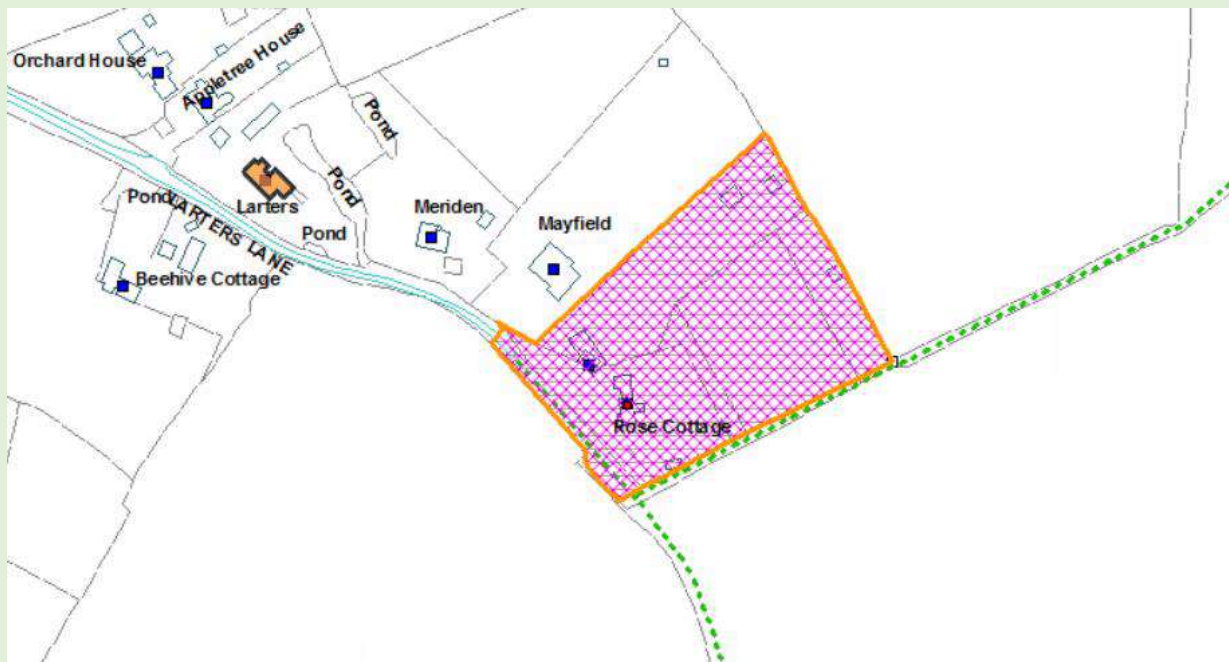 Orchard House
Appletree House
Pond
Pond
Pond
LARTERS LANE
Larters
Pond
Meriden
Mayfield
Beehive Cottage
Rose Cottage